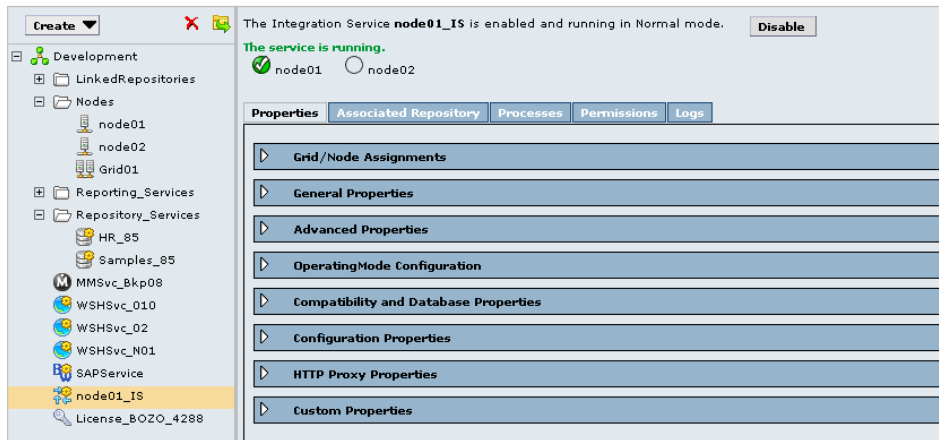 Create
Development
LinkedRepositories
Nodes
node01
node02
Grid01
Reporting_Services
Repository_Services
HR_85
Samples_85
MMSvc_Bkp08
WSHSvc_010
WSHSvc_02
WSHSvc_N01
SAPService
node01_IS
License_BOZO_4288
The Integration Service node01_IS is enabled and running in Normal mode. Disable
The service is running.
node01 node02
Properties Associated Repository Processes Permissions Logs
Grid/Node Assignments
General Properties
Advanced Properties
OperatingMode Configuration
Compatibility and Database Properties
Configuration Properties
HTTP Proxy Properties
Custom Properties